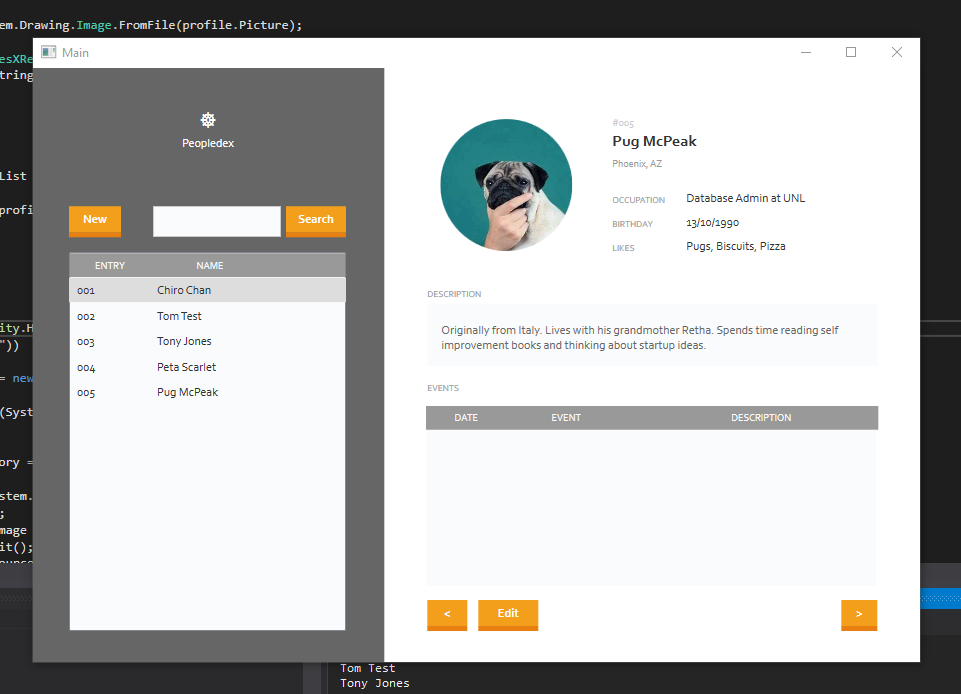 em.Drawing.Image.FromFile(profile.Picture);
Main
esXRe
tring
List
profi
ity.H
"))
= new
(Syst
ory =
stem.
;
mage
it();
Peopledex
New
Search
ENTRY NAME
001 Chiro Chan
002 Tom Test
003 Tony Jones
004 Peta Scarlet
005 Pug McPeak
#005
Pug McPeak
Phoenix, AZ
OCCUPATION Database Admin at UNL
BIRTHDAY 13/10/1990
LIKES Pugs, Biscuits, Pizza
DESCRIPTION
Originally from Italy. Lives with his grandmother Retha. Spends time reading self
improvement books and thinking about startup ideas.
EVENTS
DATE EVENT DESCRIPTION
< Edit >
Tom Test
Tony Jones